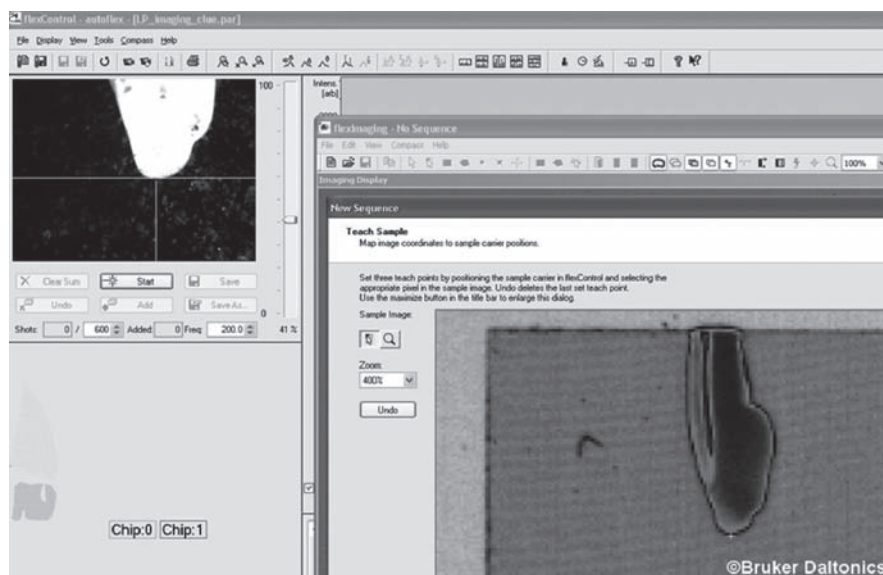 flexControl - autoflex - [LP_imaging_clue.par]
File Display View Tools Compass Help
100
Intens.
[arb]
flexImaging - No Sequence
File Edit View Compass Help
100%
Imaging Display
New Sequence
Teach Sample
Map image coordinates to sample carrier positions.
Set three teach points by positioning the sample carrier in flexControl and selecting the
appropriate pixel in the sample image. Undo deletes the last set teach point.
Use the maximize button in the title bar to enlarge this dialog.
Sample Image:
Zoom:
400%
Undo
Clear Sum Start Save
Undo Add Save As...
0
Shots: 0 / 600 Added: 0 Freq: 200.0 41 %
Chip:0 Chip:1
©Bruker Daltonics